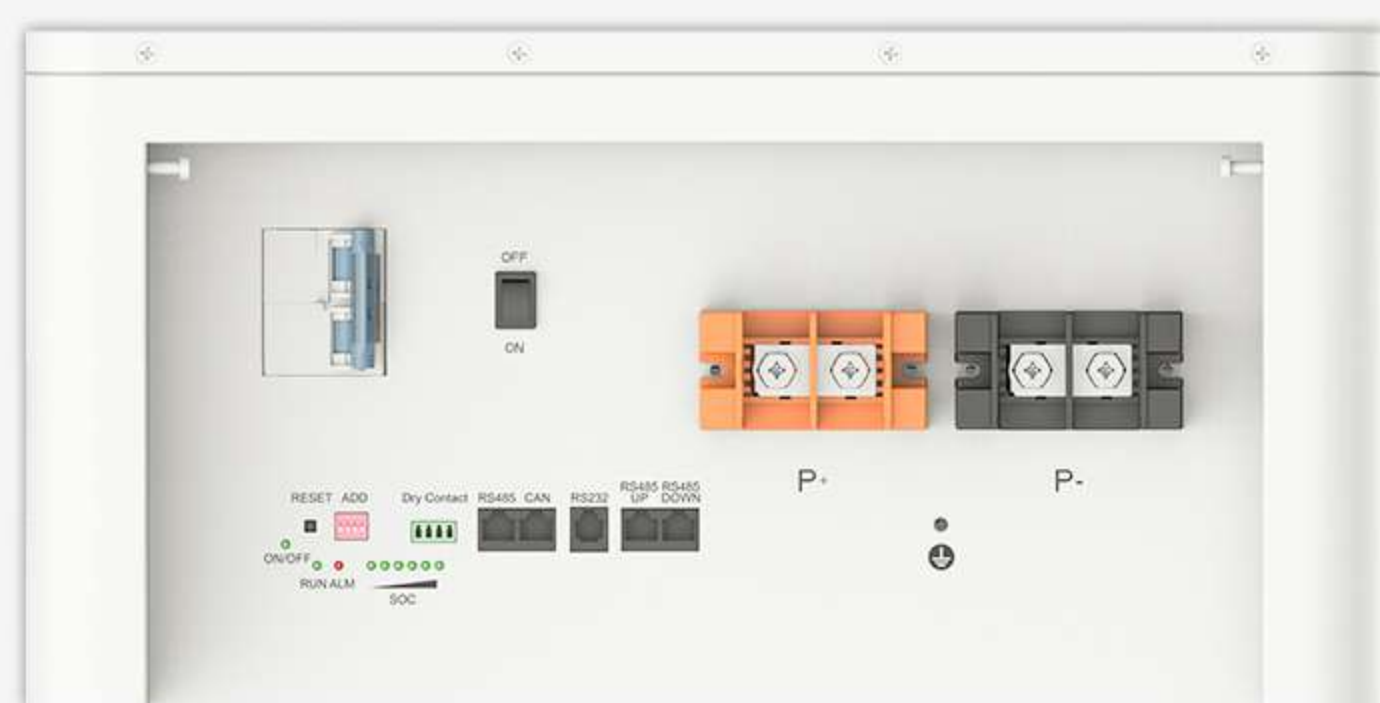 OFF
ON
P+
P-
RESET ADD Dry Contact RS485 CAN RS232 RS485 UP RS485 DOWN
ON/OFF
RUN ALM
SOC